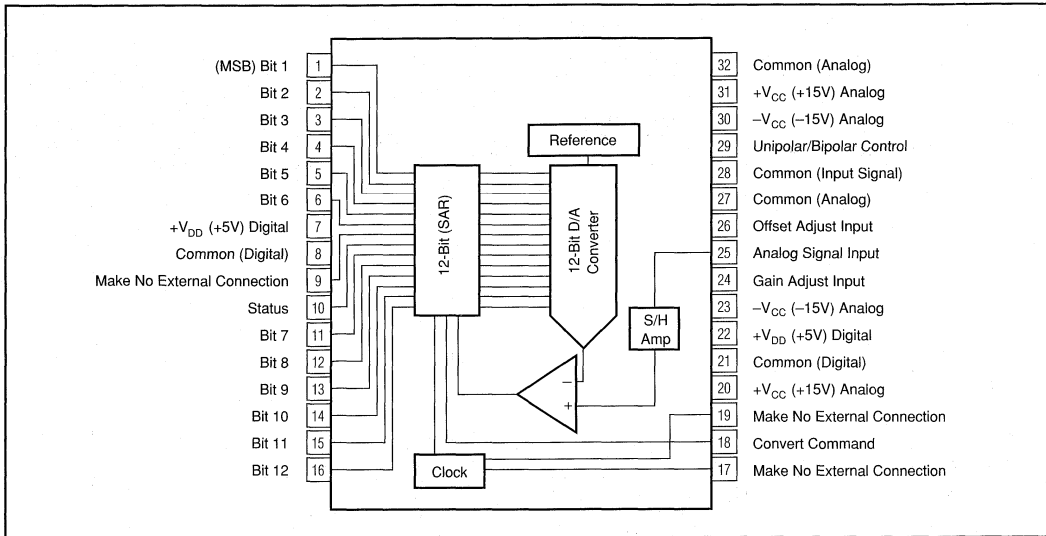 (MSB) Bit 1 1
Bit 2 2
Bit 3 3
Bit 4 4
Bit 5 5
Bit 6 6
+VDD (+5V) Digital 7
Common (Digital) 8
Make No External Connection 9
Status 10
Bit 7 11
Bit 8 12
Bit 9 13
Bit 10 14
Bit 11 15
Bit 12 16
12-Bit (SAR)
Reference
12-Bit D/A
Converter
S/H
Amp
–
+
Clock
32 Common (Analog)
31 +VCC (+15V) Analog
30 –VCC (–15V) Analog
29 Unipolar/Bipolar Control
28 Common (Input Signal)
27 Common (Analog)
26 Offset Adjust Input
25 Analog Signal Input
24 Gain Adjust Input
23 –VCC (–15V) Analog
22 +VDD (+5V) Digital
21 Common (Digital)
20 +VCC (+15V) Analog
19 Make No External Connection
18 Convert Command
17 Make No External Connection